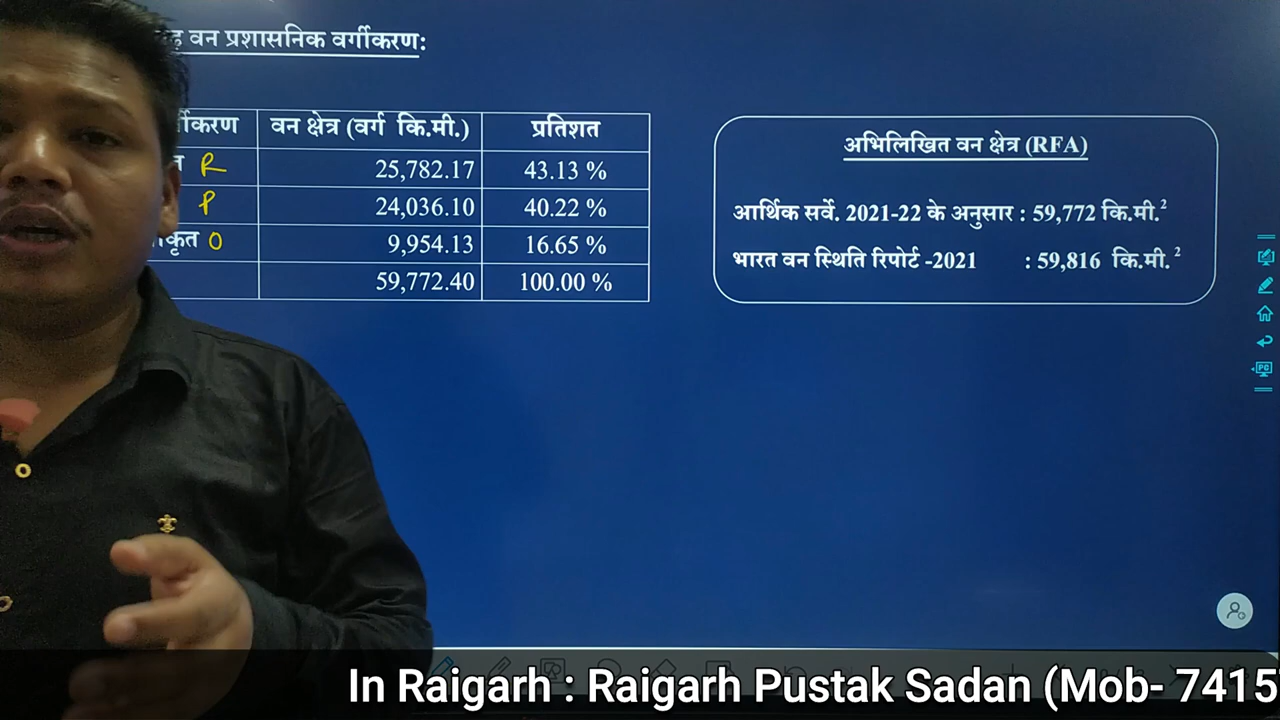 वन प्रशासनिक वर्गीकरण:
वन क्षेत्र (वर्ग कि.मी.) प्रतिशत
R 25,782.17 43.13 %
P 24,036.10 40.22 %
O 9,954.13 16.65 %
59,772.40 100.00 %
अभिलिखित वन क्षेत्र (RFA)
आर्थिक सर्वे. 2021-22 के अनुसार : 59,772 कि.मी.²
भारत वन स्थिति रिपोर्ट -2021 : 59,816 कि.मी.²
In Raigarh : Raigarh Pustak Sadan (Mob- 7415